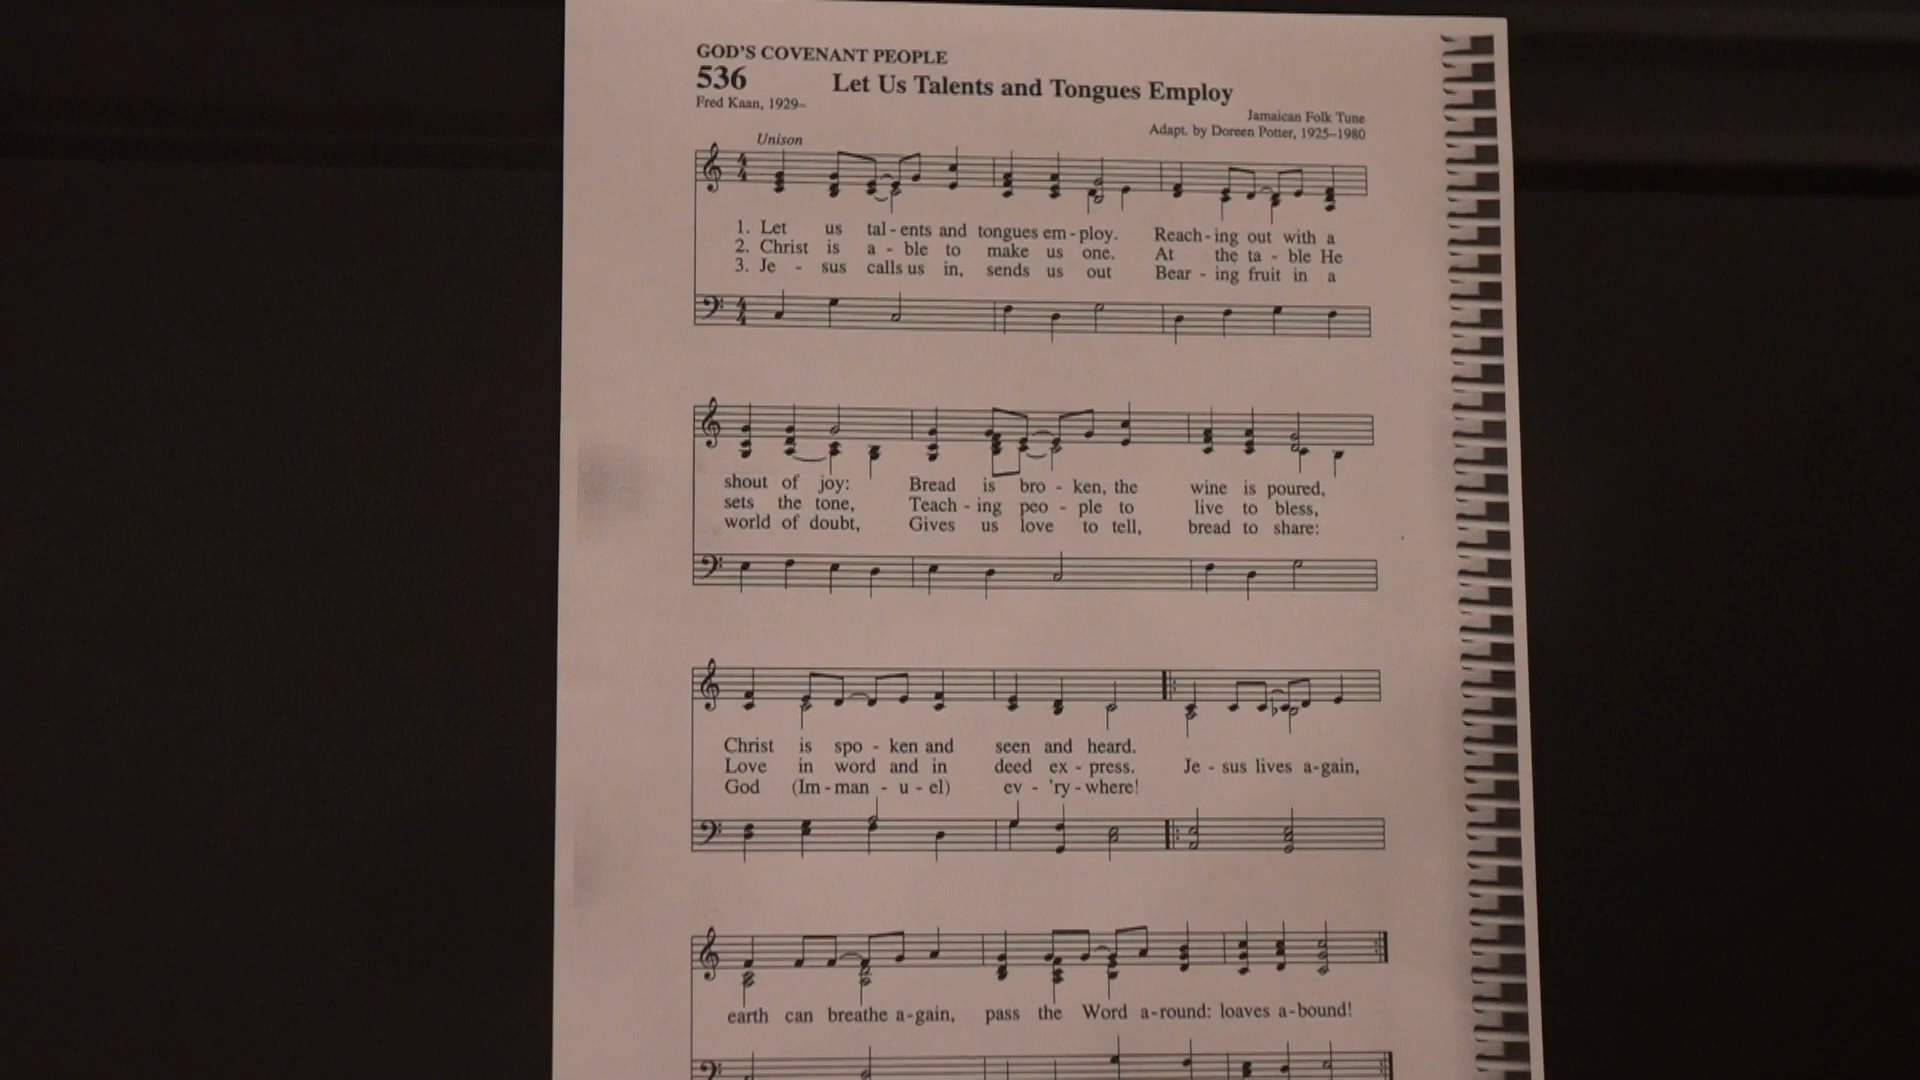 GOD'S COVENANT PEOPLE
536 Let Us Talents and Tongues Employ
Fred Kaan, 1929–
Jamaican Folk Tune
Adapt. by Doreen Potter, 1925–1980
Unison
1. Let us tal - ents and tongues em - ploy. Reach - ing out with a
2. Christ is a - ble to make us one. At the ta - ble He
3. Je - sus calls us in, sends us out Bear - ing fruit in a
shout of joy: Bread is bro - ken, the wine is poured,
sets the tone, Teach - ing peo - ple to live to bless,
world of doubt, Gives us love to tell, bread to share:
Christ is spo - ken and seen and heard.
Love in word and in deed ex - press. Je - sus lives a - gain,
God (Im - man - u - el) ev - 'ry - where!
earth can breathe a - gain, pass the Word a - round: loaves a - bound!